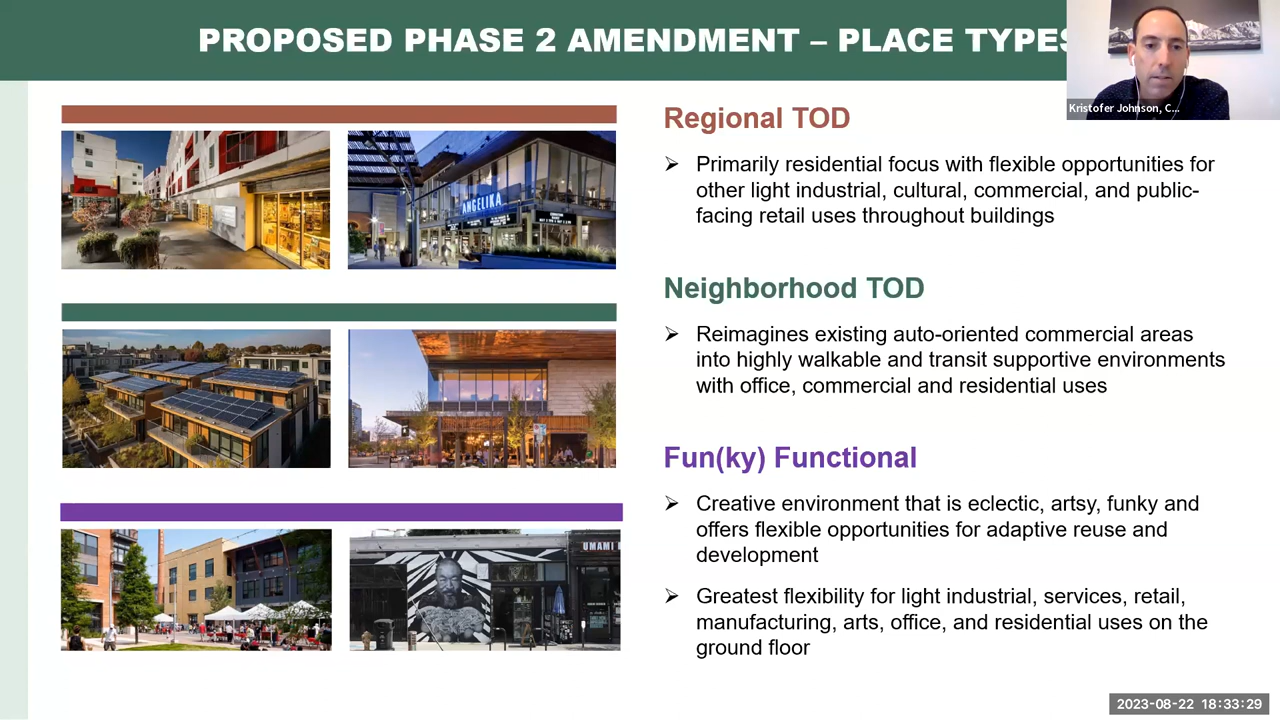 PROPOSED PHASE 2 AMENDMENT – PLACE TYPES
Kristofer Johnson, C...
Regional TOD
➢ Primarily residential focus with flexible opportunities for
other light industrial, cultural, commercial, and public-
facing retail uses throughout buildings
ANGELIKA
Neighborhood TOD
➢ Reimagines existing auto-oriented commercial areas
into highly walkable and transit supportive environments
with office, commercial and residential uses
Fun(ky) Functional
➢ Creative environment that is eclectic, artsy, funky and
offers flexible opportunities for adaptive reuse and
development
➢ Greatest flexibility for light industrial, services, retail,
manufacturing, arts, office, and residential uses on the
ground floor
UMAMI
2023-08-22 18:33:29